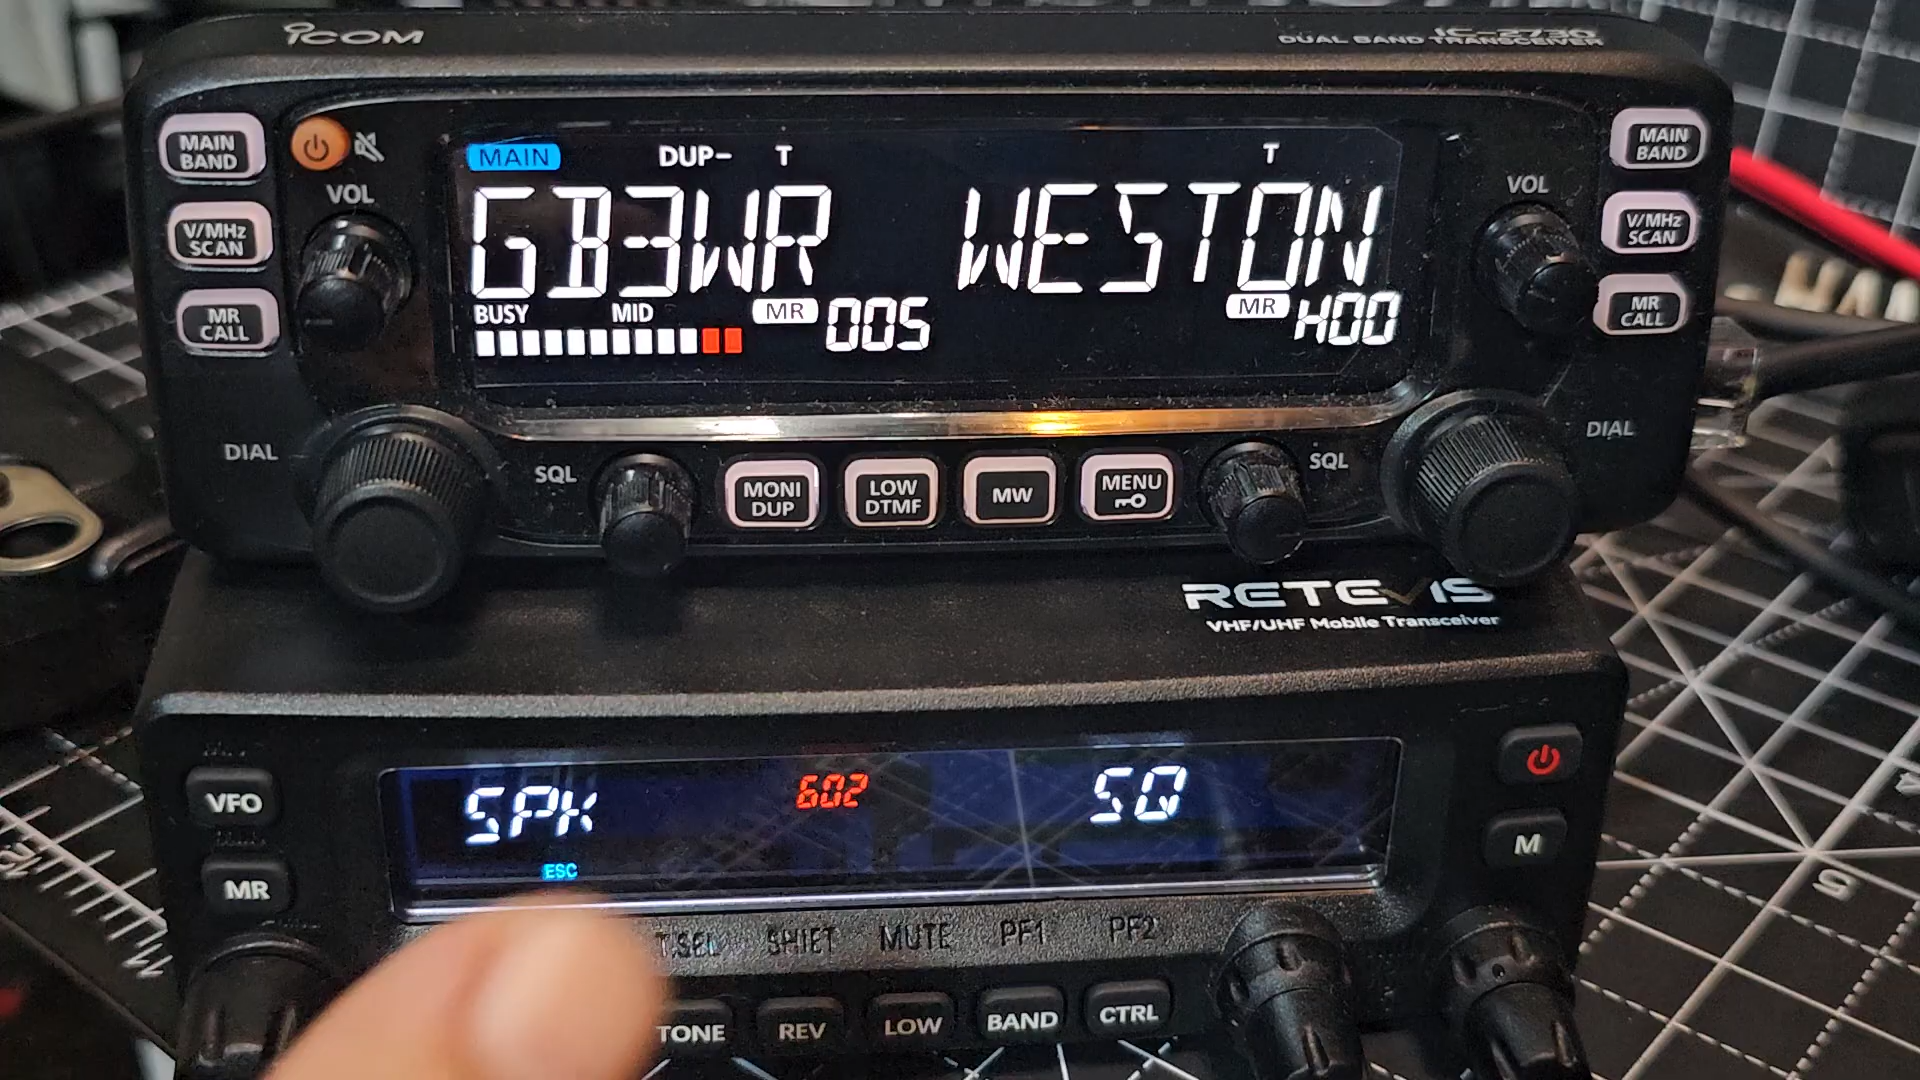 ICOM
IC-2730
DUAL BAND TRANSCEIVER
MAIN BAND
V/MHz SCAN
MR CALL
VOL
MAIN DUP- T T
GB3WR WESTON
BUSY MID MR 005 MR H00
VOL
MAIN BAND
V/MHz SCAN
MR CALL
DIAL SQL MONI DUP LOW DTMF MW MENU SQL DIAL
RETEVIS
VHF/UHF Mobile Transceiver
VFO
MR
SPK 602 SQ
ESC
M
T.SEL SHIFT MUTE PF1 PF2
TONE REV LOW BAND CTRL
12
5